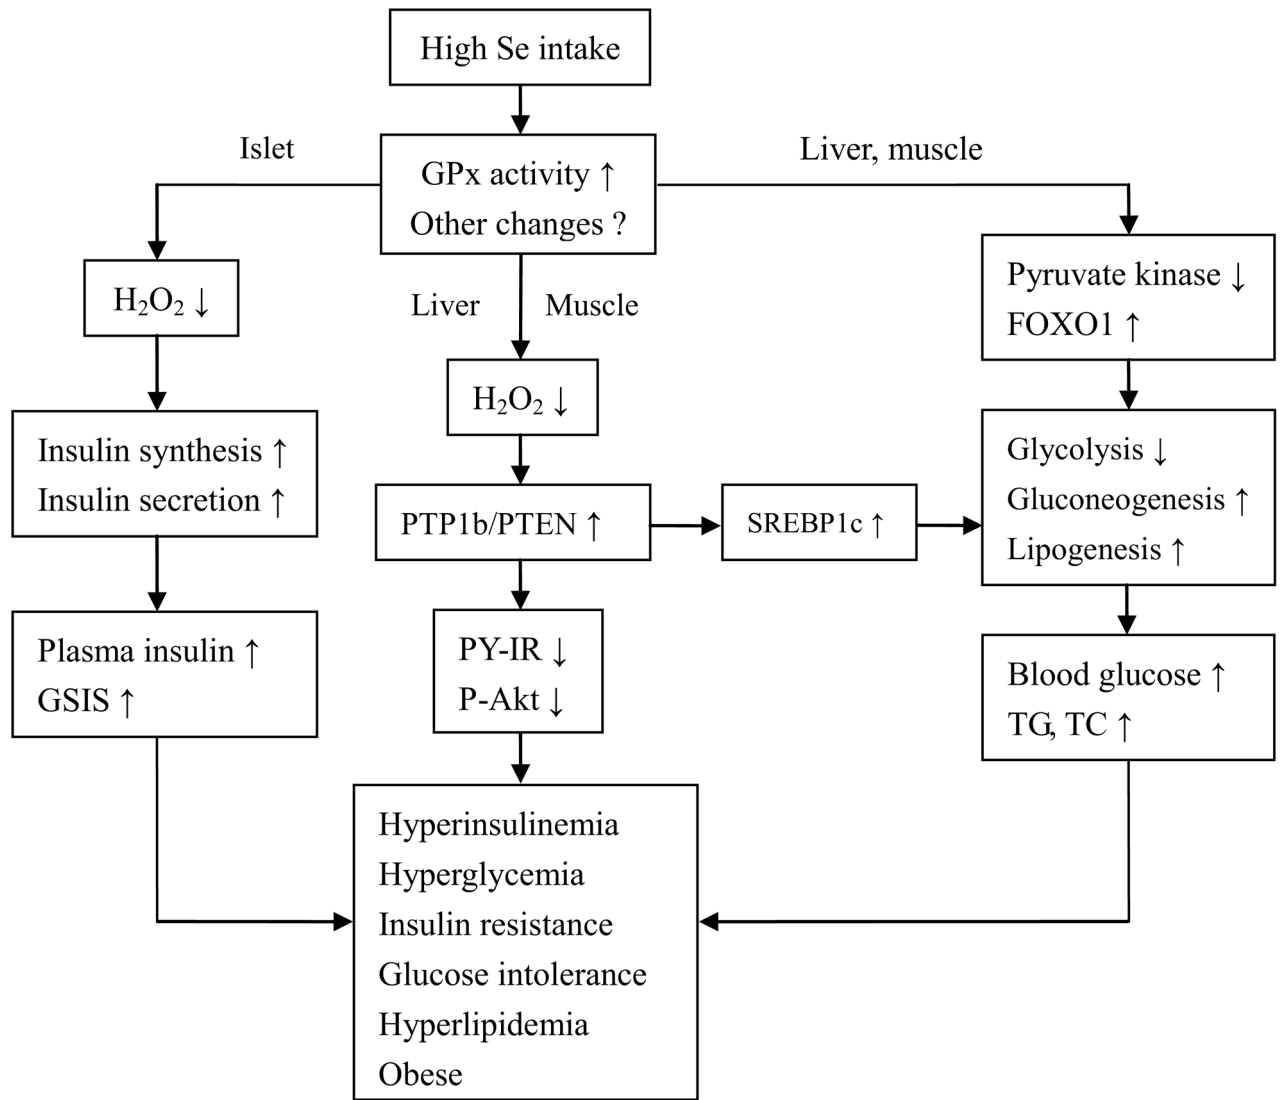 High Se intake
Islet
GPx activity ↑
Other changes ?
Liver, muscle
H₂O₂ ↓
Liver
Muscle
Pyruvate kinase ↓
FOXO1 ↑
H₂O₂ ↓
Insulin synthesis ↑
Insulin secretion ↑
PTP1b/PTEN ↑
SREBP1c ↑
Glycolysis ↓
Gluconeogenesis ↑
Lipogenesis ↑
Plasma insulin ↑
GSIS ↑
PY-IR ↓
P-Akt ↓
Blood glucose ↑
TG, TC ↑
Hyperinsulinemia
Hyperglycemia
Insulin resistance
Glucose intolerance
Hyperlipidemia
Obese